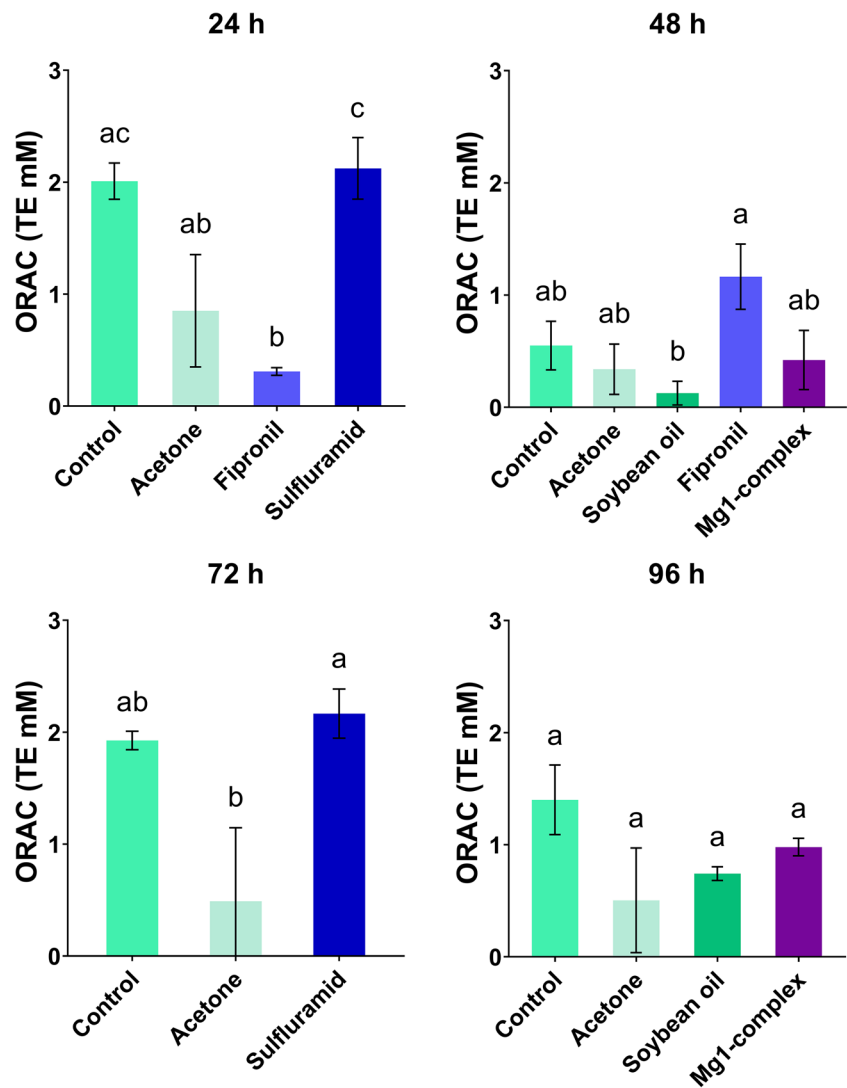 24 h
ORAC (TE mM)
3
2
1
0
ac
ab
b
c
Control
Acetone
Fipronil
Sulfluramid
48 h
ORAC (TE mM)
3
2
1
0
ab
ab
b
a
ab
Control
Acetone
Soybean oil
Fipronil
Mg1-complex
72 h
ORAC (TE mM)
3
2
1
0
ab
b
a
Control
Acetone
Sulfluramid
96 h
ORAC (TE mM)
3
2
1
0
a
a
a
a
Control
Acetone
Soybean oil
Mg1-complex